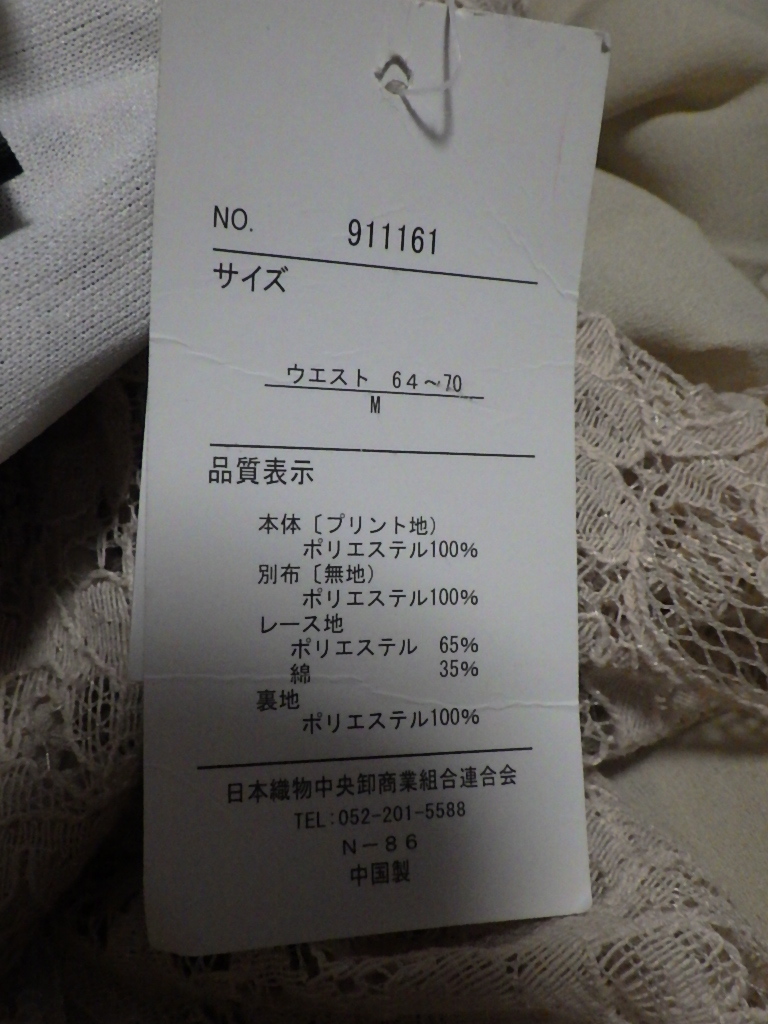 NO. 911161
サイズ
ウエスト 64～70
M
品質表示
本体〔プリント地〕
ポリエステル100%
別布〔無地〕
ポリエステル100%
レース地
ポリエステル 65%
綿 35%
裏地
ポリエステル100%
日本織物中央卸商業組合連合会
TEL:052-201-5588
N－86
中国製